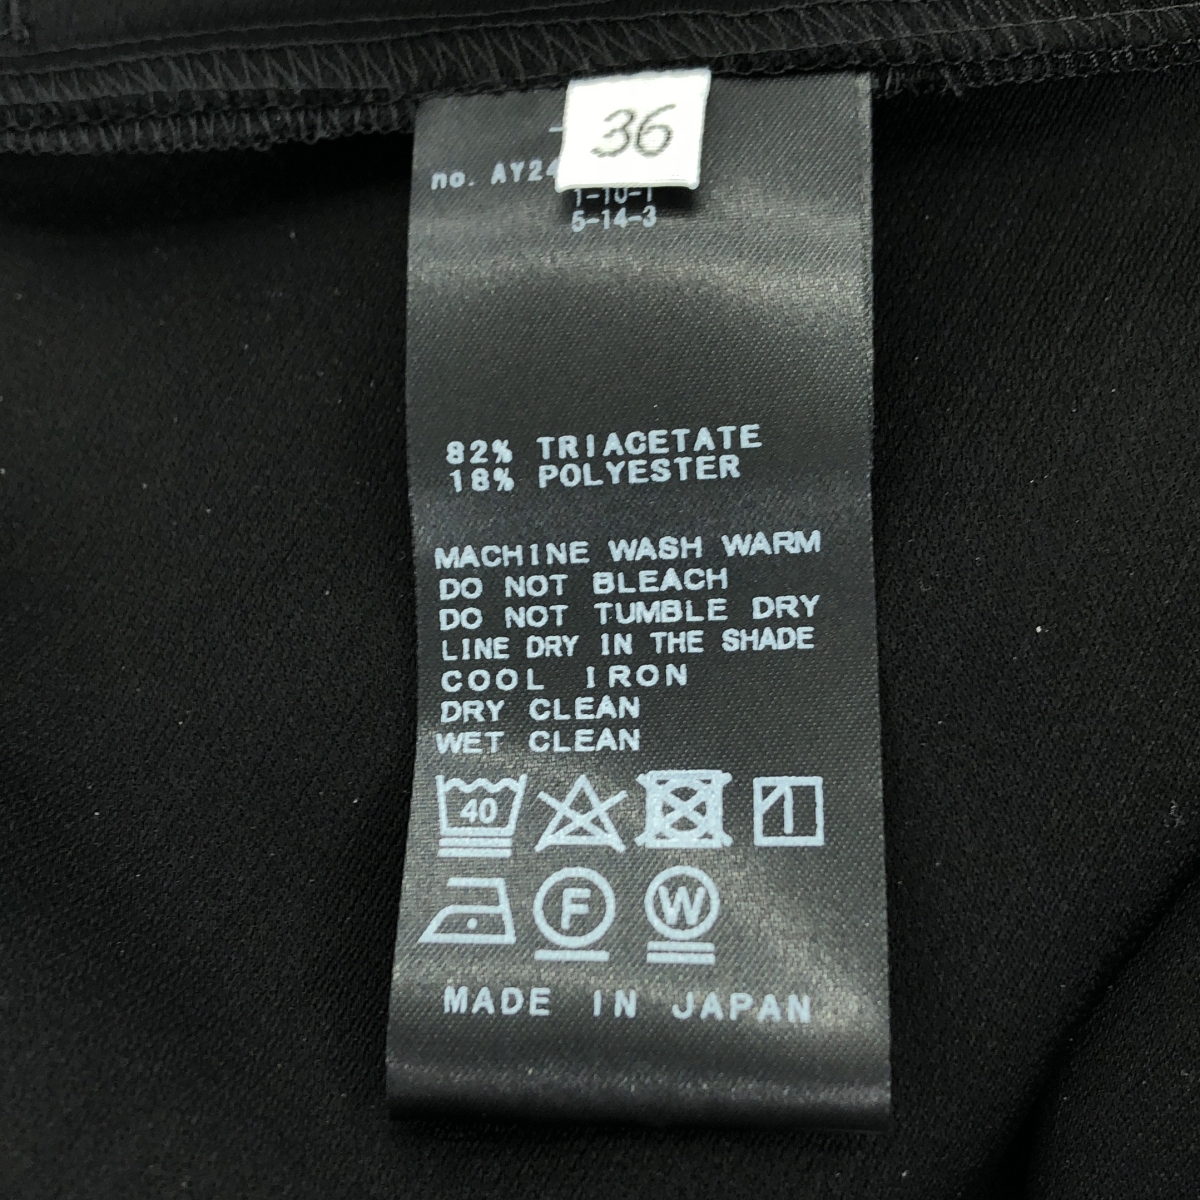 36
no. AY24
1-10-1
5-14-3
82% TRIACETATE
18% POLYESTER
MACHINE WASH WARM
DO NOT BLEACH
DO NOT TUMBLE DRY
LINE DRY IN THE SHADE
COOL IRON
DRY CLEAN
WET CLEAN
40
F W
MADE IN JAPAN